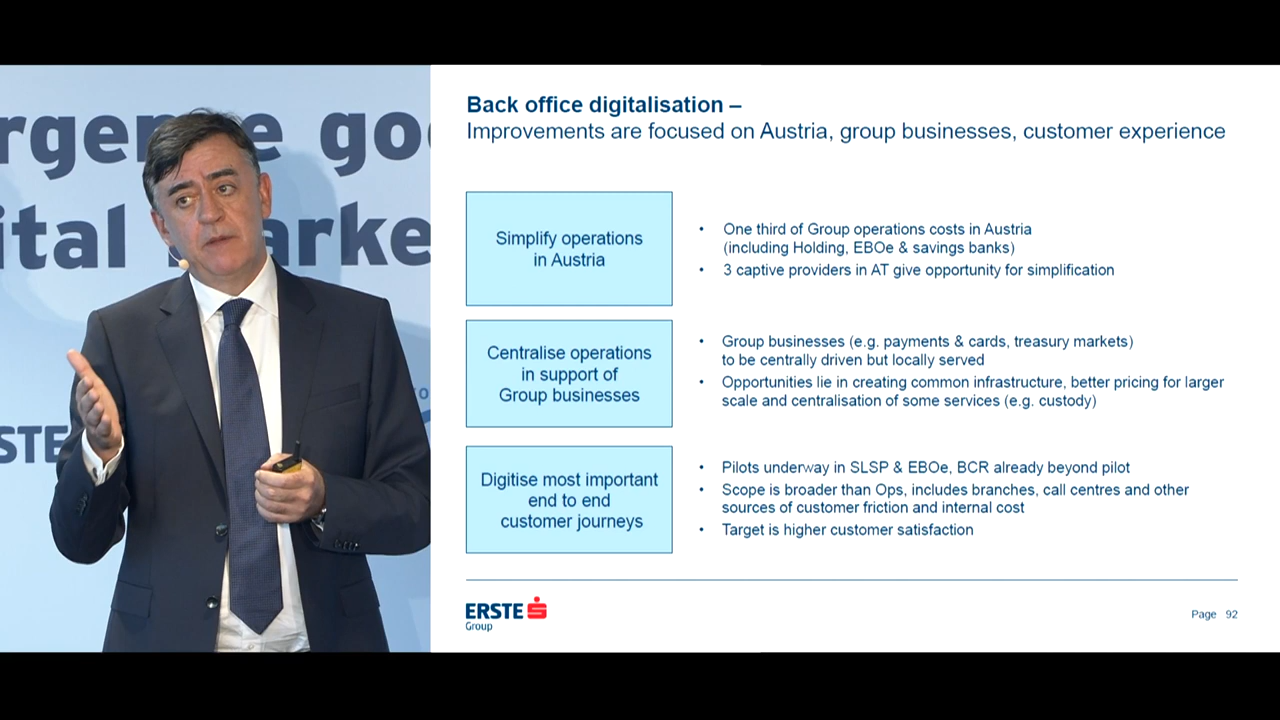 rgen e go
ital arke
STE
Back office digitalisation –
Improvements are focused on Austria, group businesses, customer experience
Simplify operations
in Austria
• One third of Group operations costs in Austria
(including Holding, EBOe & savings banks)
• 3 captive providers in AT give opportunity for simplification
Centralise operations
in support of
Group businesses
• Group businesses (e.g. payments & cards, treasury markets)
to be centrally driven but locally served
• Opportunities lie in creating common infrastructure, better pricing for larger
scale and centralisation of some services (e.g. custody)
Digitise most important
end to end
customer journeys
• Pilots underway in SLSP & EBOe, BCR already beyond pilot
• Scope is broader than Ops, includes branches, call centres and other
sources of customer friction and internal cost
• Target is higher customer satisfaction
ERSTE
Group
Page 92